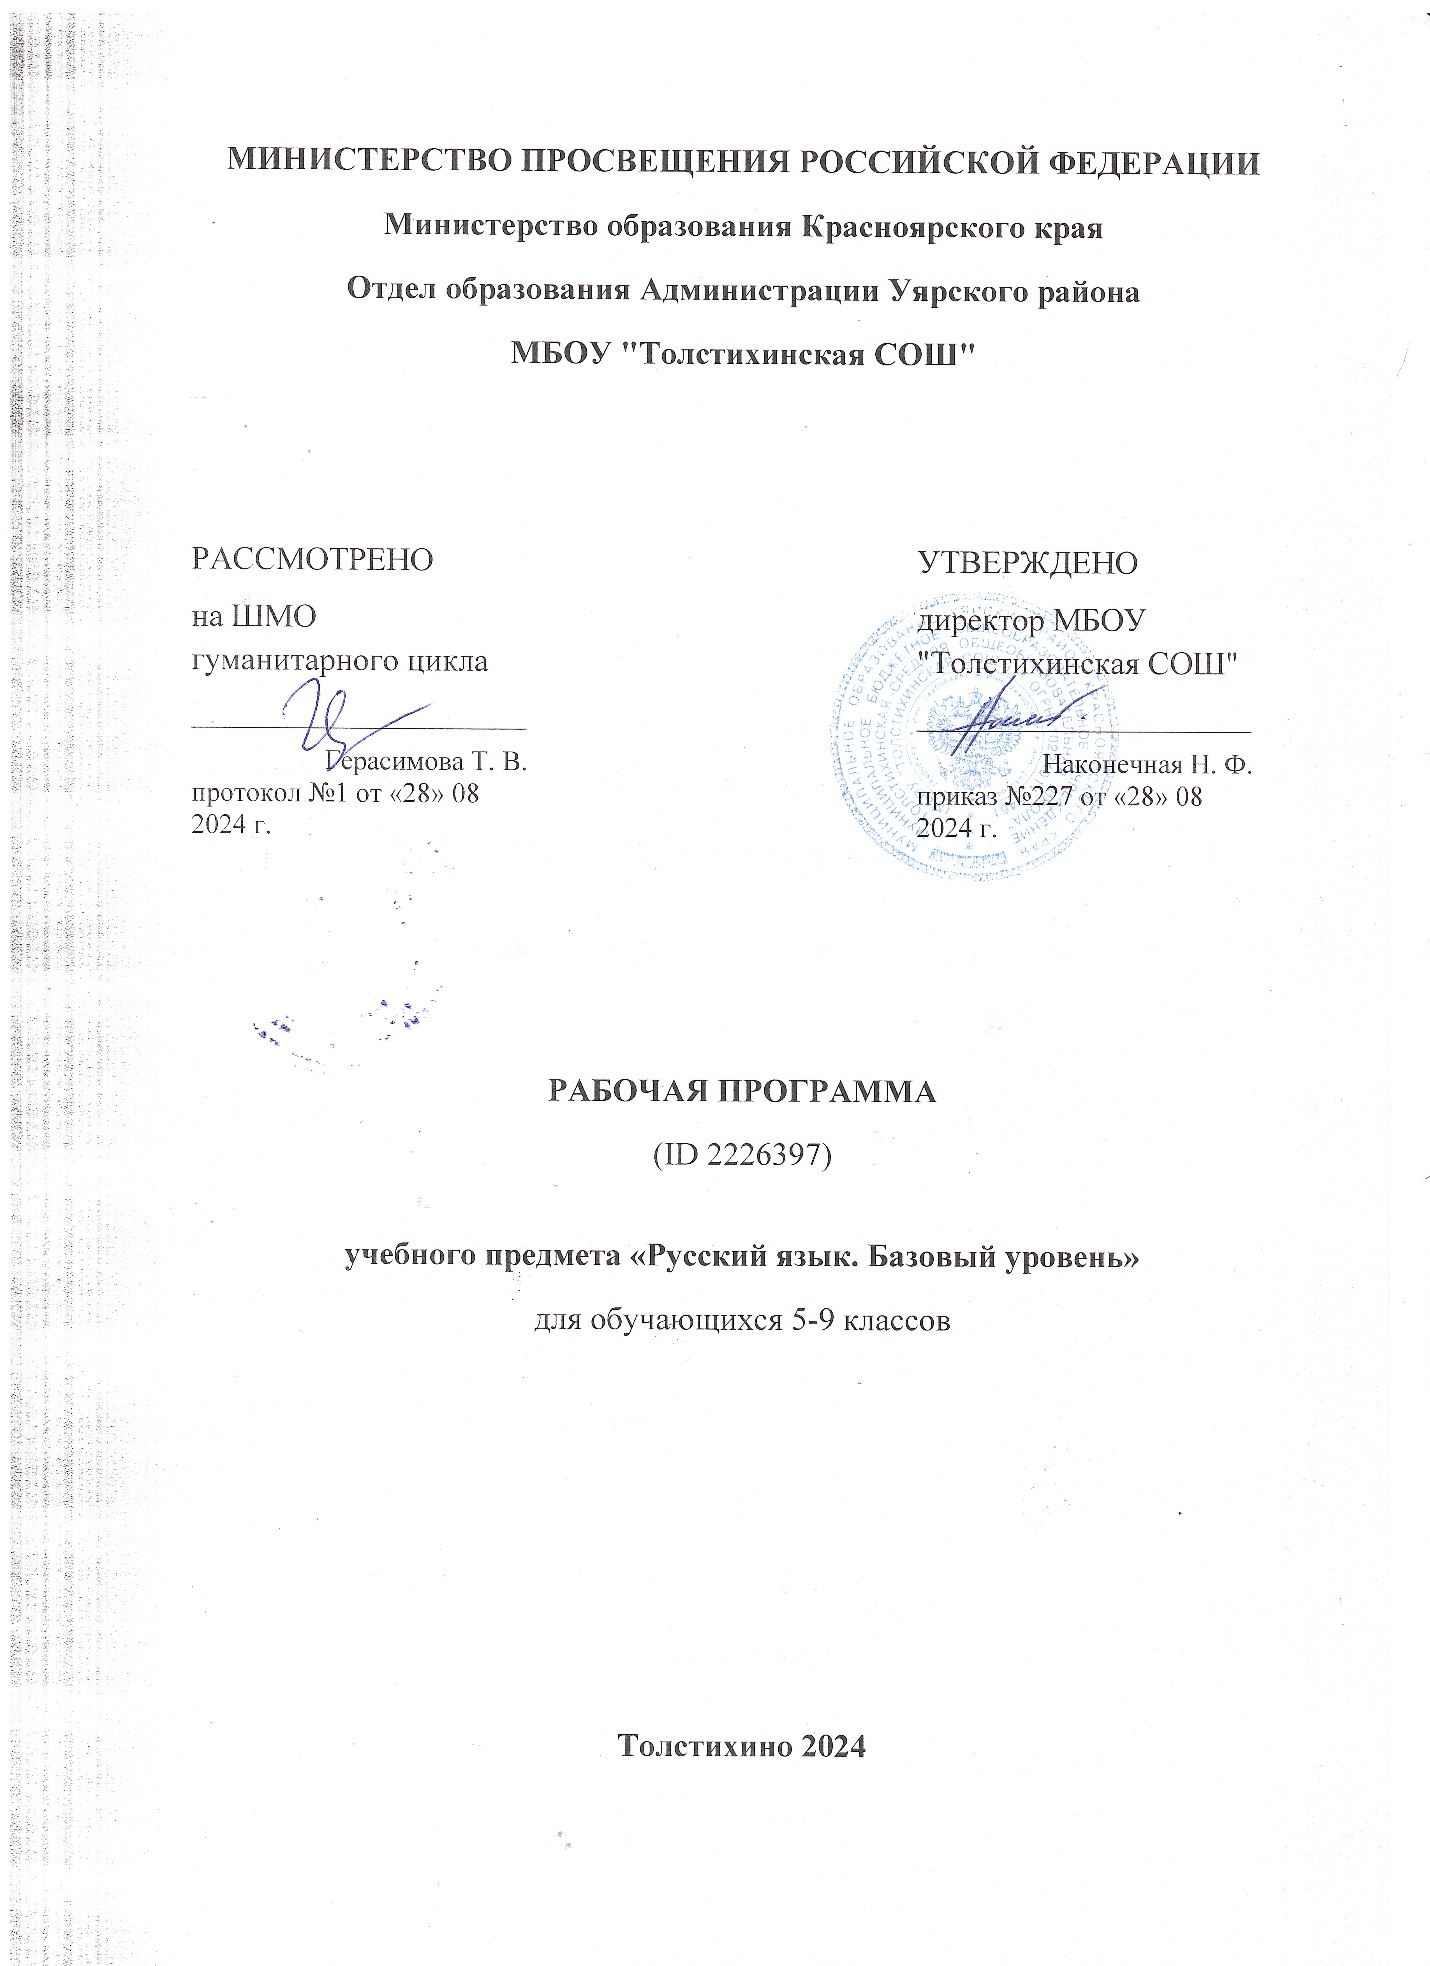 МИНИСТЕРСТВО ПРОСВЕЩЕНИЯ РОССИЙСКОЙ ФЕДЕРАЦИИ
Министерство образования Красноярского края
Отдел образования Администрации Уярского района
МБОУ "Толстихинская СОШ"
РАССМОТРЕНО
на ШМО
гуманитарного цикла
Герасимова Т. В.
протокол №1 от «28» 08
2024 г.
УТВЕРЖДЕНО
директор МБОУ
"Толстихинская СОШ"
Наконечная Н. Ф.
приказ №227 от «28» 08
2024 г.
РАБОЧАЯ ПРОГРАММА
(ID 2226397)
учебного предмета «Русский язык. Базовый уровень»
для обучающихся 5-9 классов
Толстихино 2024